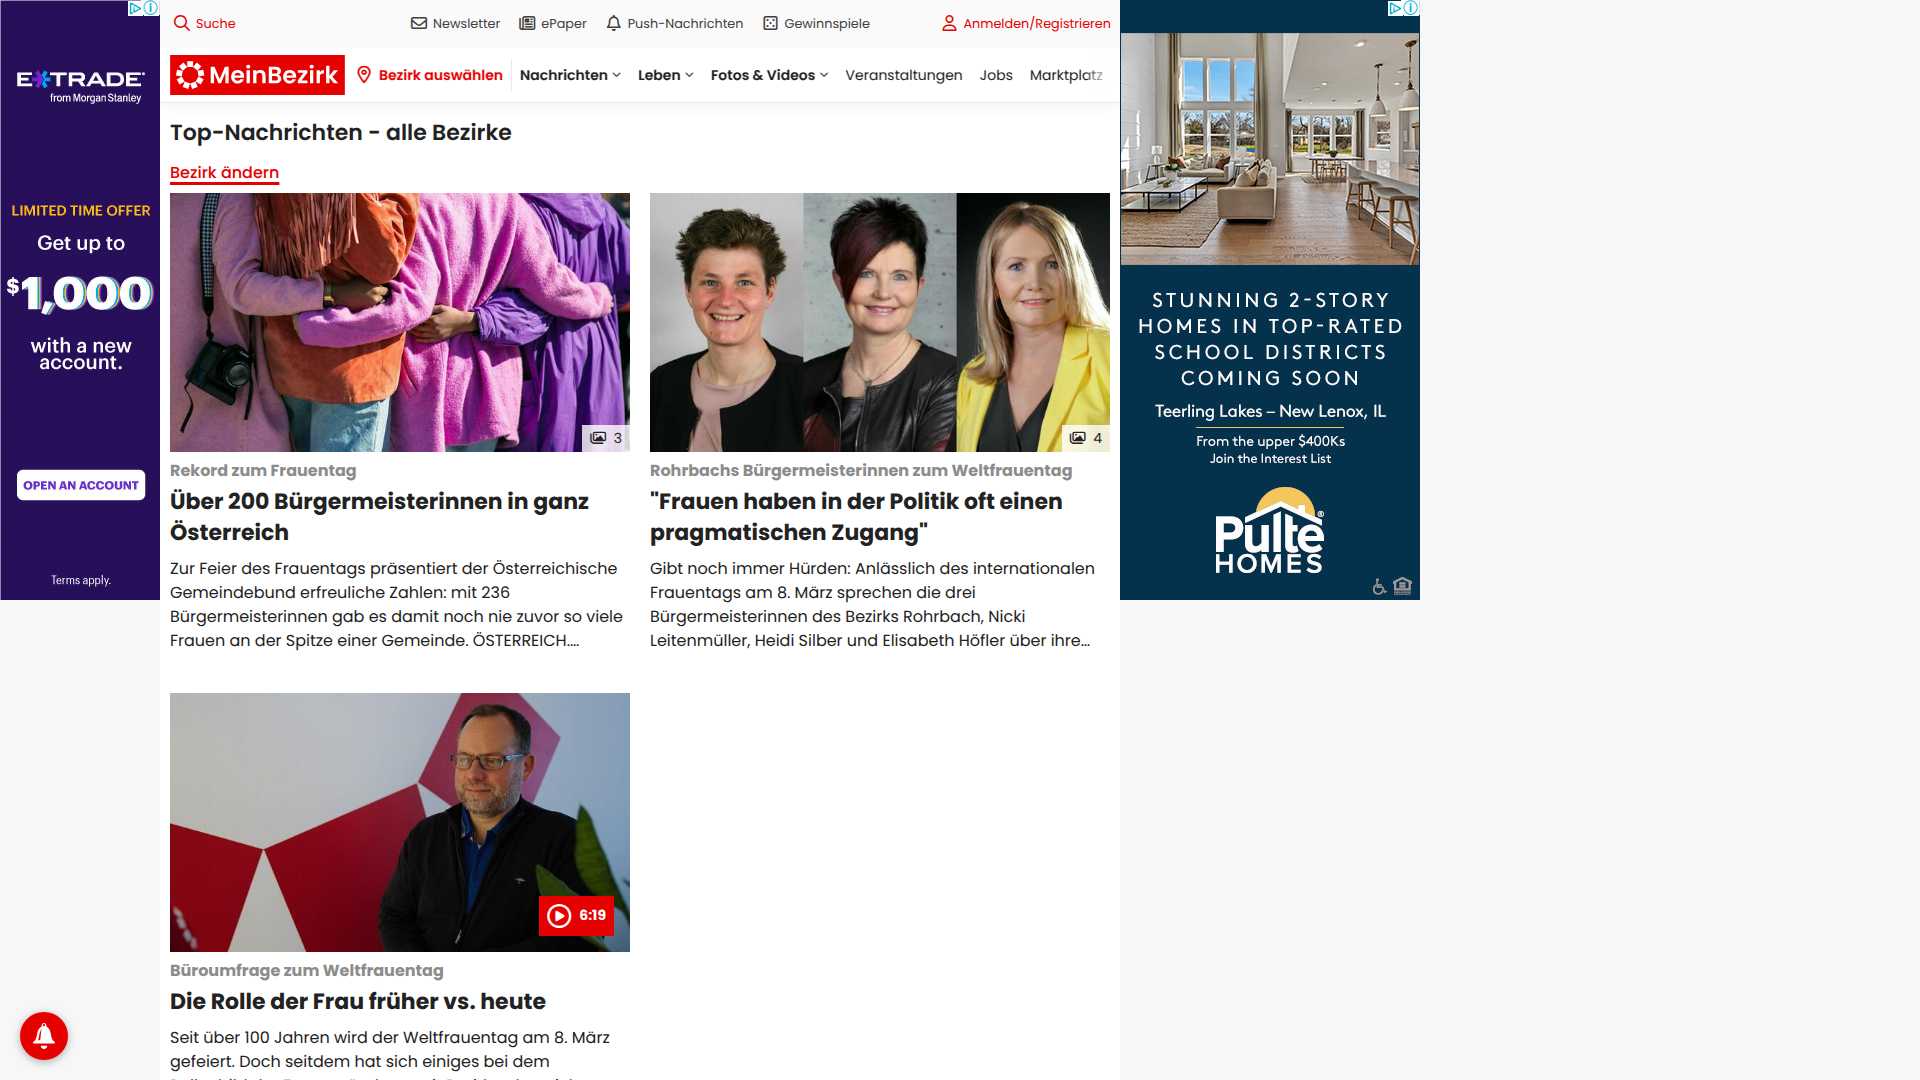 Suche
Newsletter
ePaper
Push-Nachrichten
Gewinnspiele
Anmelden/Registrieren
MeinBezirk
Bezirk auswählen
Nachrichten
Leben
Fotos & Videos
Veranstaltungen
Jobs
Marktplatz
E*TRADE
from Morgan Stanley
LIMITED TIME OFFER
Get up to
$1,000
with a new
account.
OPEN AN ACCOUNT
Terms apply.
Top-Nachrichten - alle Bezirke
Bezirk ändern
3
Rekord zum Frauentag
Über 200 Bürgermeisterinnen in ganz
Österreich
Zur Feier des Frauentags präsentiert der Österreichische
Gemeindebund erfreuliche Zahlen: mit 236
Bürgermeisterinnen gab es damit noch nie zuvor so viele
Frauen an der Spitze einer Gemeinde. ÖSTERREICH....
4
Rohrbachs Bürgermeisterinnen zum Weltfrauentag
"Frauen haben in der Politik oft einen
pragmatischen Zugang"
Gibt noch immer Hürden: Anlässlich des internationalen
Frauentags am 8. März sprechen die drei
Bürgermeisterinnen des Bezirks Rohrbach, Nicki
Leitenmüller, Heidi Silber und Elisabeth Höfler über ihre...
6:19
Büroumfrage zum Weltfrauentag
Die Rolle der Frau früher vs. heute
Seit über 100 Jahren wird der Weltfrauentag am 8. März
gefeiert. Doch seitdem hat sich einiges bei dem
STUNNING 2-STORY
HOMES IN TOP-RATED
SCHOOL DISTRICTS
COMING SOON
Teerling Lakes – New Lenox, IL
From the upper $400Ks
Join the Interest List
Pulte®
HOMES